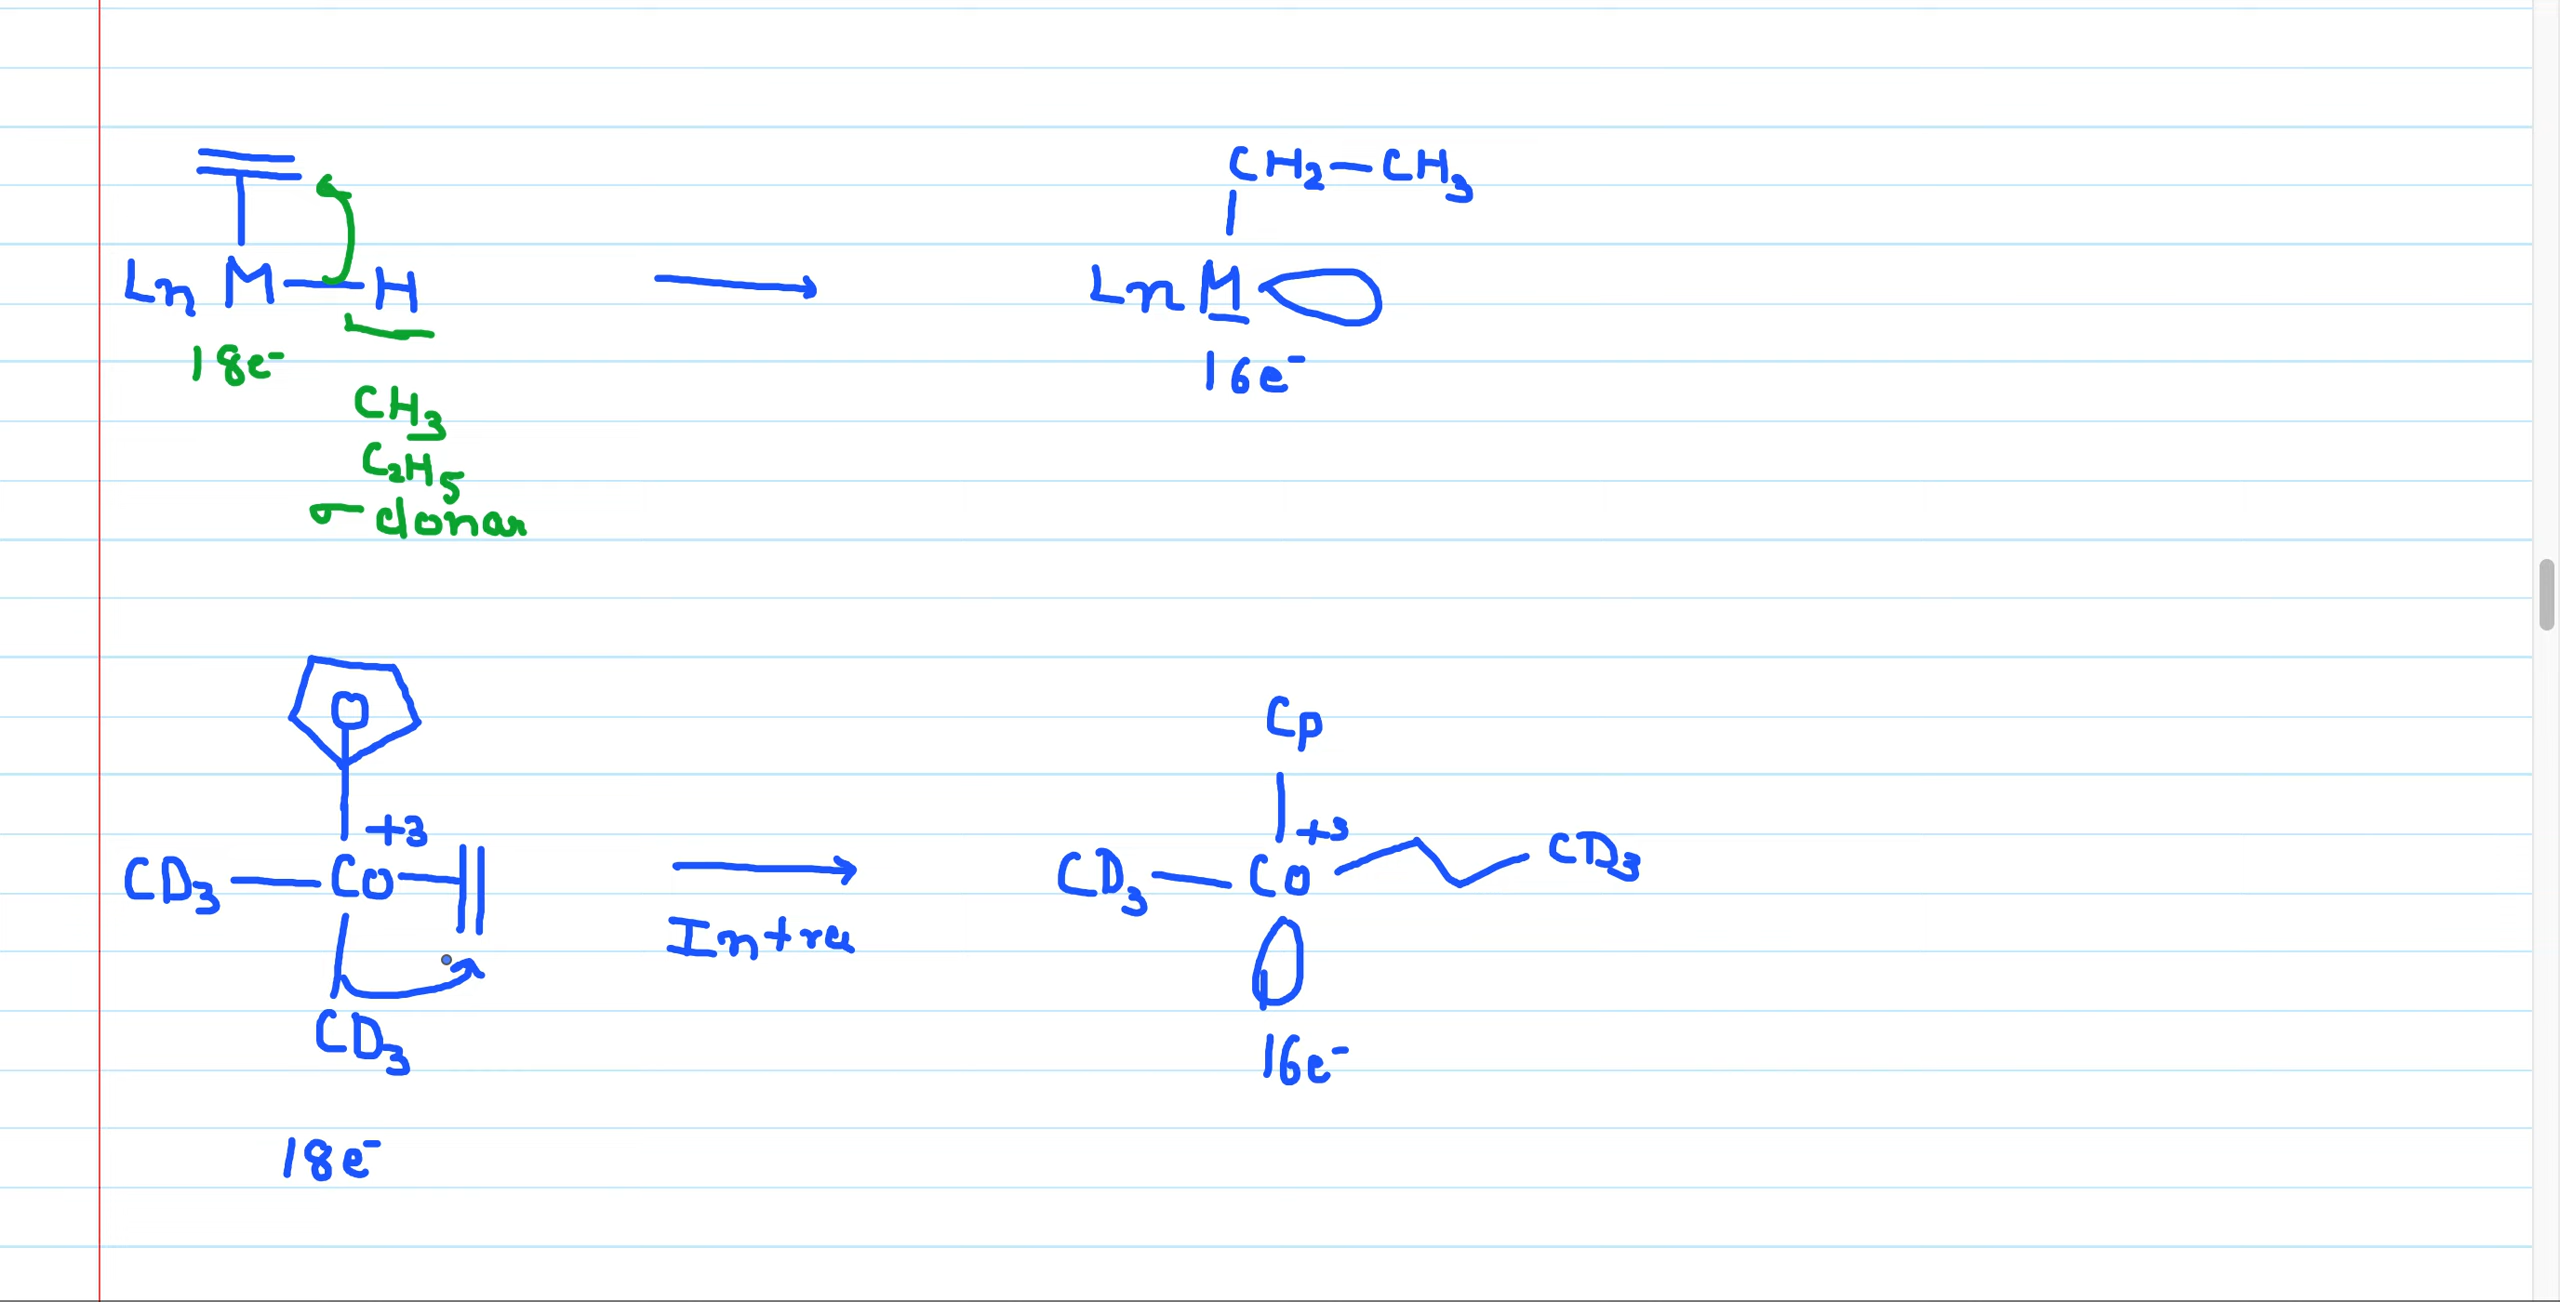 CH₂—CH₃
Ln M—H
Ln M
18e⁻
16e⁻
CH₃
C₂H₅
σ- donar
Cp
+3
+3
CD₃—Co
CD₃—Co
CD₃
Intra
CD₃
16e⁻
18e⁻